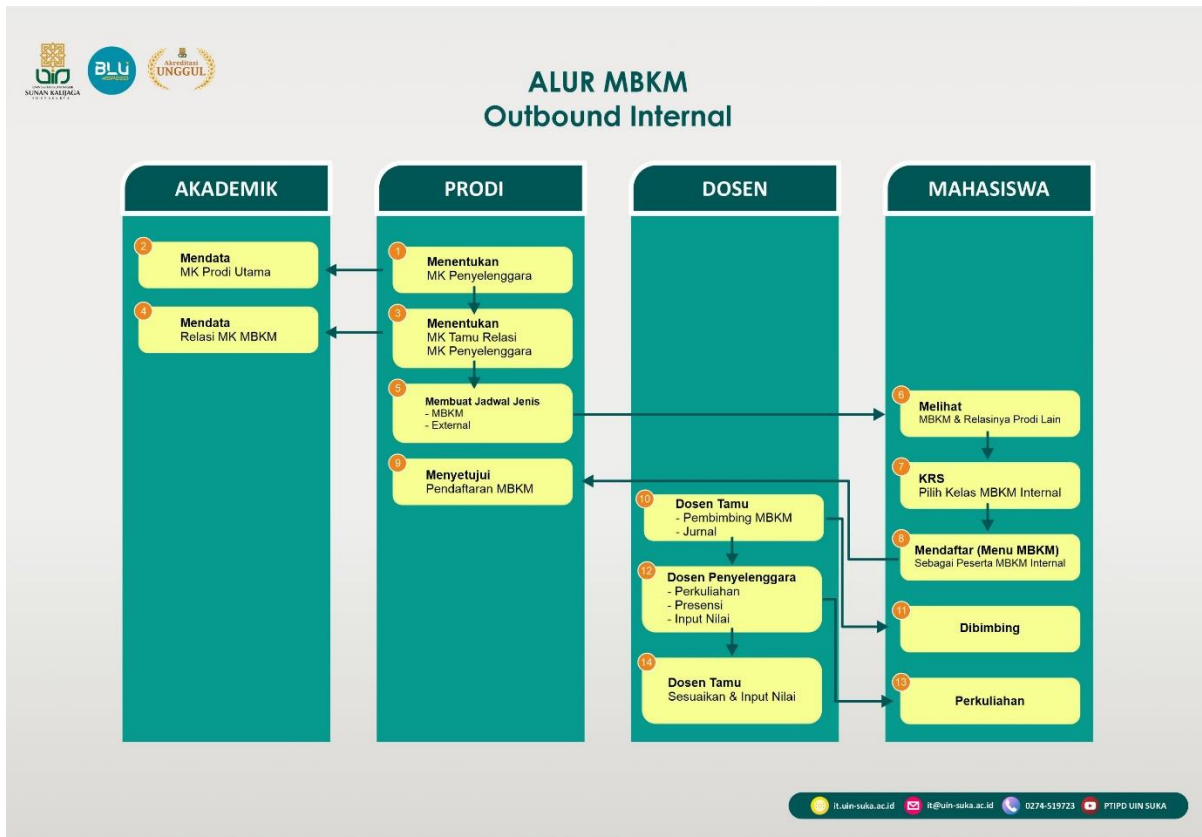 uin
SUNAN KALIJAGA
YOGYAKARTA
BLU
Akreditasi
UNGGUL
ALUR MBKM
Outbound Internal
AKADEMIK
2
Mendata
MK Prodi Utama
4
Mendata
Relasi MK MBKM
PRODI
1
Menentukan
MK Penyelenggara
3
Menentukan
MK Tamu Relasi
MK Penyelenggara
5
Membuat Jadwal Jenis
- MBKM
- External
9
Menyetujui
Pendaftaran MBKM
DOSEN
10
Dosen Tamu
- Pembimbing MBKM
- Jurnal
12
Dosen Penyelenggara
- Perkuliahan
- Presensi
- Input Nilai
14
Dosen Tamu
Sesuaikan & Input Nilai
MAHASISWA
6
Melihat
MBKM & Relasinya Prodi Lain
7
KRS
Pilih Kelas MBKM Internal
8
Mendaftar (Menu MBKM)
Sebagai Peserta MBKM Internal
11
Dibimbing
13
Perkuliahan
it.uin-suka.ac.id
it@uin-suka.ac.id
0274-519723
PTIPD UIN SUKA